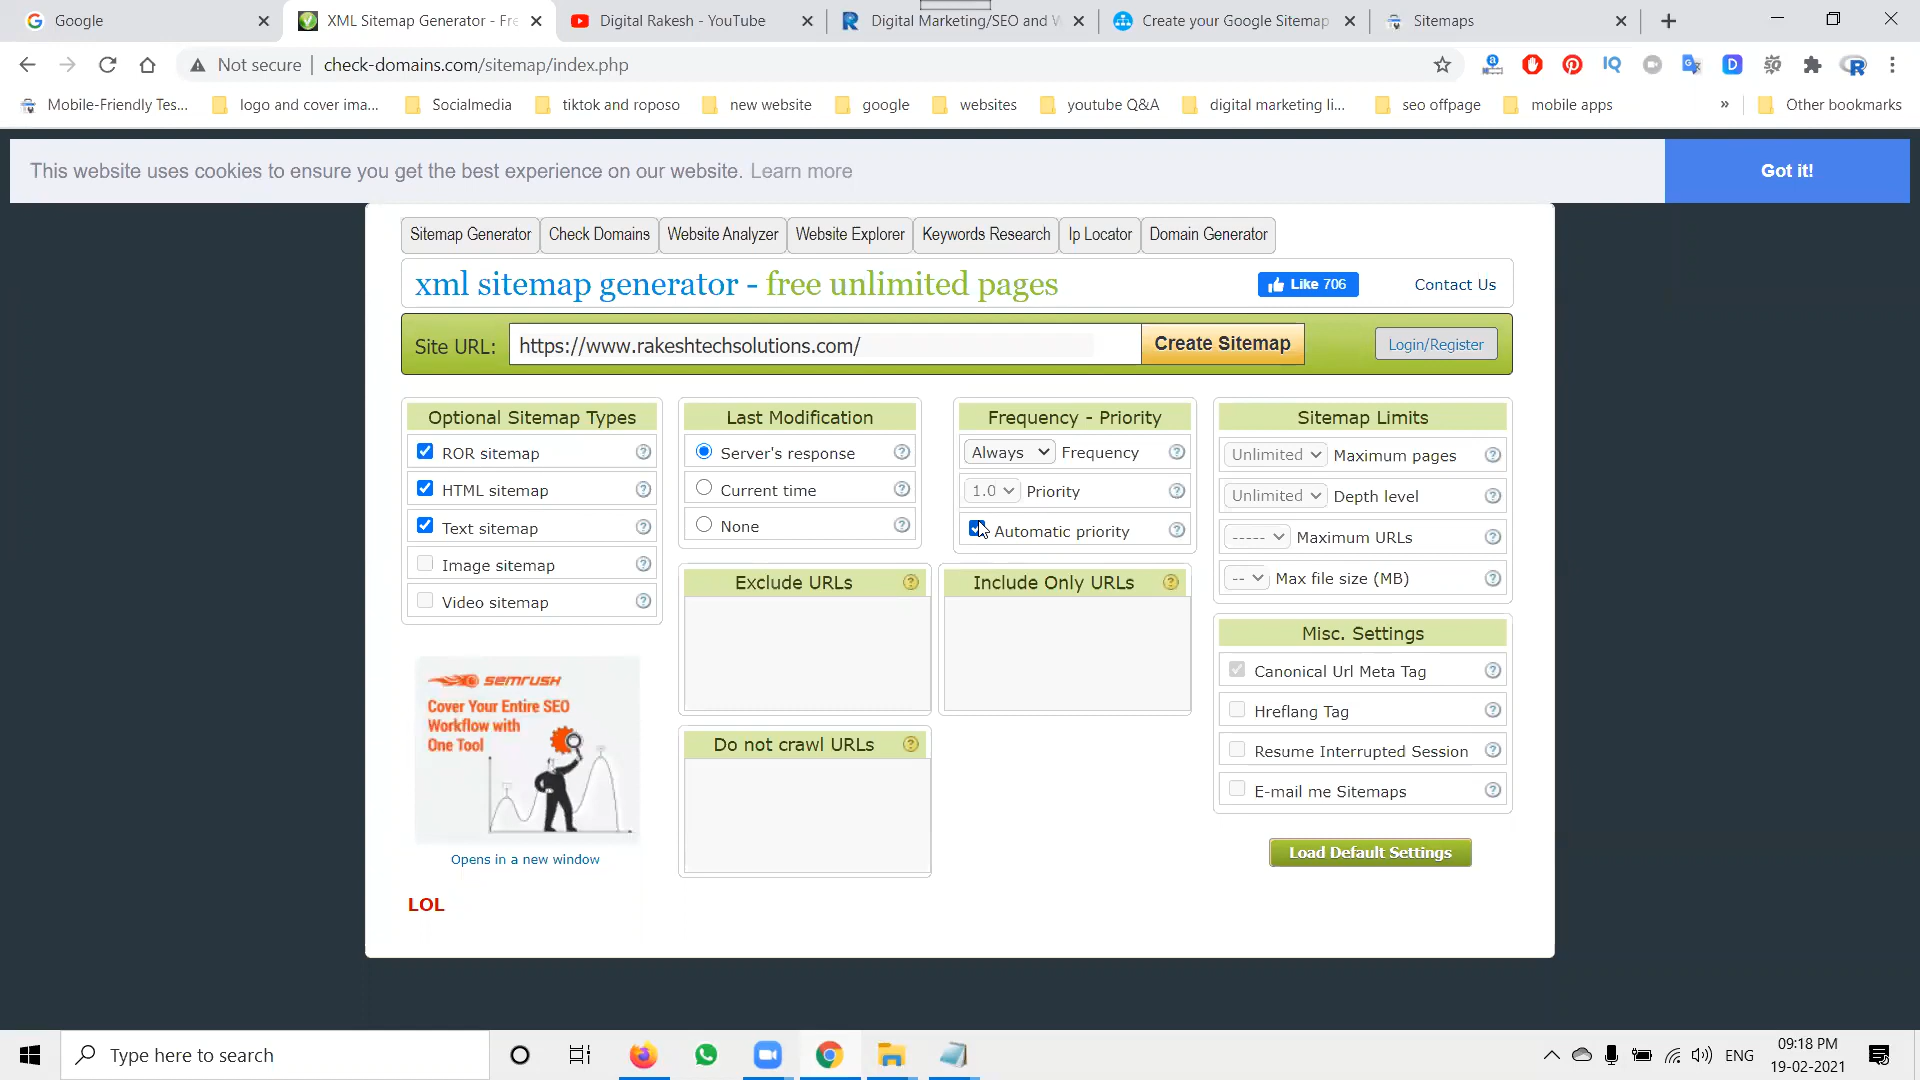 Google
XML Sitemap Generator - Fre
Digital Rakesh - YouTube
Digital Marketing/SEO and W
Create your Google Sitemap
Sitemaps
Not secure
check-domains.com/sitemap/index.php
Mobile-Friendly Tes...
logo and cover ima...
Socialmedia
tiktok and roposo
new website
google
websites
youtube Q&A
digital marketing li...
seo offpage
mobile apps
»
Other bookmarks
This website uses cookies to ensure you get the best experience on our website. Learn more
Got it!
Sitemap Generator
Check Domains
Website Analyzer
Website Explorer
Keywords Research
Ip Locator
Domain Generator
xml sitemap generator - free unlimited pages
Like 706
Contact Us
Site URL:
https://www.rakeshtechsolutions.com/
Create Sitemap
Login/Register
Optional Sitemap Types
ROR sitemap
HTML sitemap
Text sitemap
Image sitemap
Video sitemap
Last Modification
Server's response
Current time
None
Frequency - Priority
Always Frequency
1.0 Priority
Automatic priority
Sitemap Limits
Unlimited Maximum pages
Unlimited Depth level
----- Maximum URLs
-- Max file size (MB)
Exclude URLs
Include Only URLs
Do not crawl URLs
Misc. Settings
Canonical Url Meta Tag
Hreflang Tag
Resume Interrupted Session
E-mail me Sitemaps
Load Default Settings
SEMRUSH
Cover Your Entire SEO
Workflow with
One Tool
Opens in a new window
LOL
Type here to search
ENG
09:18 PM
19-02-2021